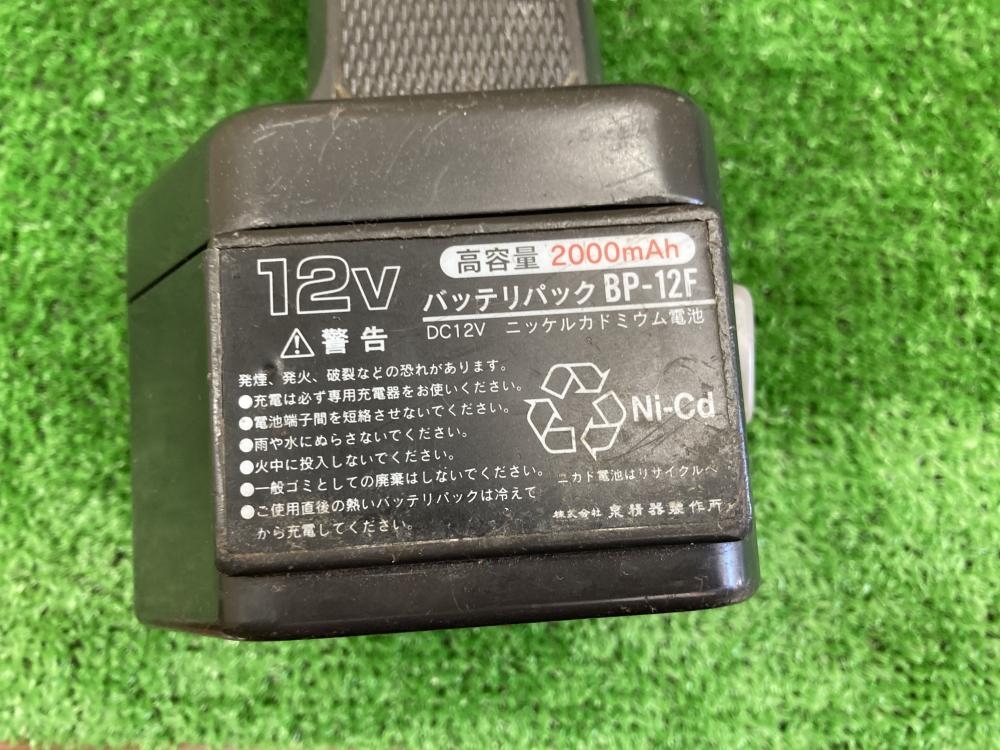 12V
高容量 2000mAh
バッテリパック BP-12F
DC12V ニッケルカドミウム電池
警告
発煙、発火、破裂などの恐れがあります。
●充電は必ず専用充電器をお使いください。
●電池端子間を短絡させないでください。
●雨や水にぬらさないでください。
●火中に投入しないでください。
●一般ゴミとしての廃棄はしないでください。
●ご使用直後の熱いバッテリパックは冷えて
から充電してください。
Ni-Cd
ニカド電池はリサイクルへ
株式会社 泉精器製作所